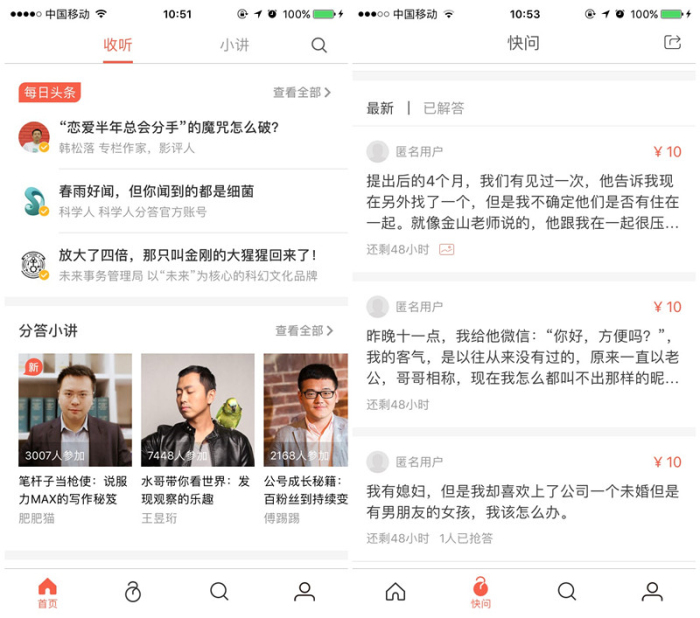 中国移动 10:51 100%
收听 小讲
每日头条 查看全部
“恋爱半年总会分手”的魔咒怎么破?
韩松落 专栏作家，影评人
春雨好闻，但你闻到的都是细菌
科学人 科学人分答官方账号
放大了四倍，那只叫金刚的大猩猩回来了！
未来事务管理局 以“未来”为核心的科幻文化品牌
分答小讲 查看全部
新
3007人参加 7448人参加 2168人参加
笔杆子当枪使：说服
力MAX的写作秘笈
肥肥猫
水哥带你看世界：发
现观察的乐趣
王昱珩
公号成长秘籍：
百粉丝到持续变
傅踢踢
首页
中国移动 10:53 100%
快问
最新 | 已解答
匿名用户 ¥10
提出后的4个月，我们有见过一次，他告诉我现
在另外找了一个，但是我不确定他们是否有住在
一起。就像金山老师说的，他跟我在一起很压...
还剩48小时
匿名用户 ¥10
昨晚十一点，我给他微信：“你好，方便吗？”，
我的客气，是以往从来没有过的，原来一直以老
公，哥哥相称，现在我怎么都叫不出那样的昵...
还剩48小时
匿名用户 ¥10
我有媳妇，但是我却喜欢上了公司一个未婚但是
有男朋友的女孩，我该怎么办。
还剩48小时 1人已抢答
快问